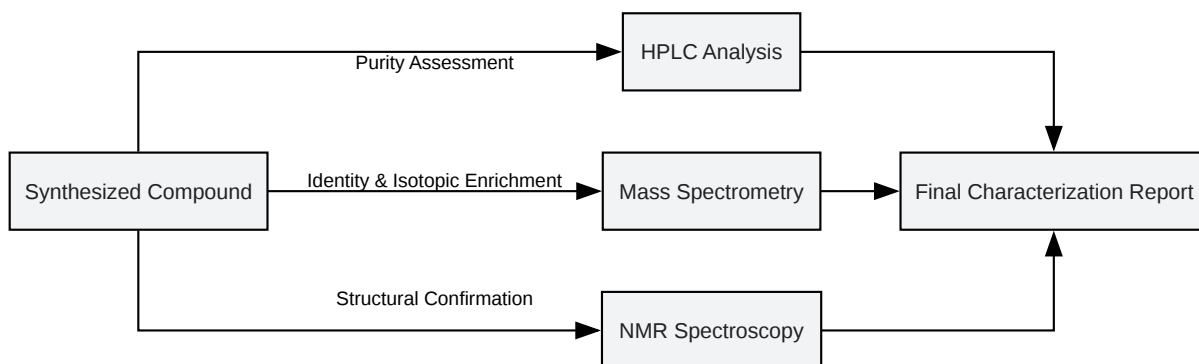 HPLC Analysis
Purity Assessment
Synthesized Compound
Identity & Isotopic Enrichment
Mass Spectrometry
Final Characterization Report
Structural Confirmation
NMR Spectroscopy